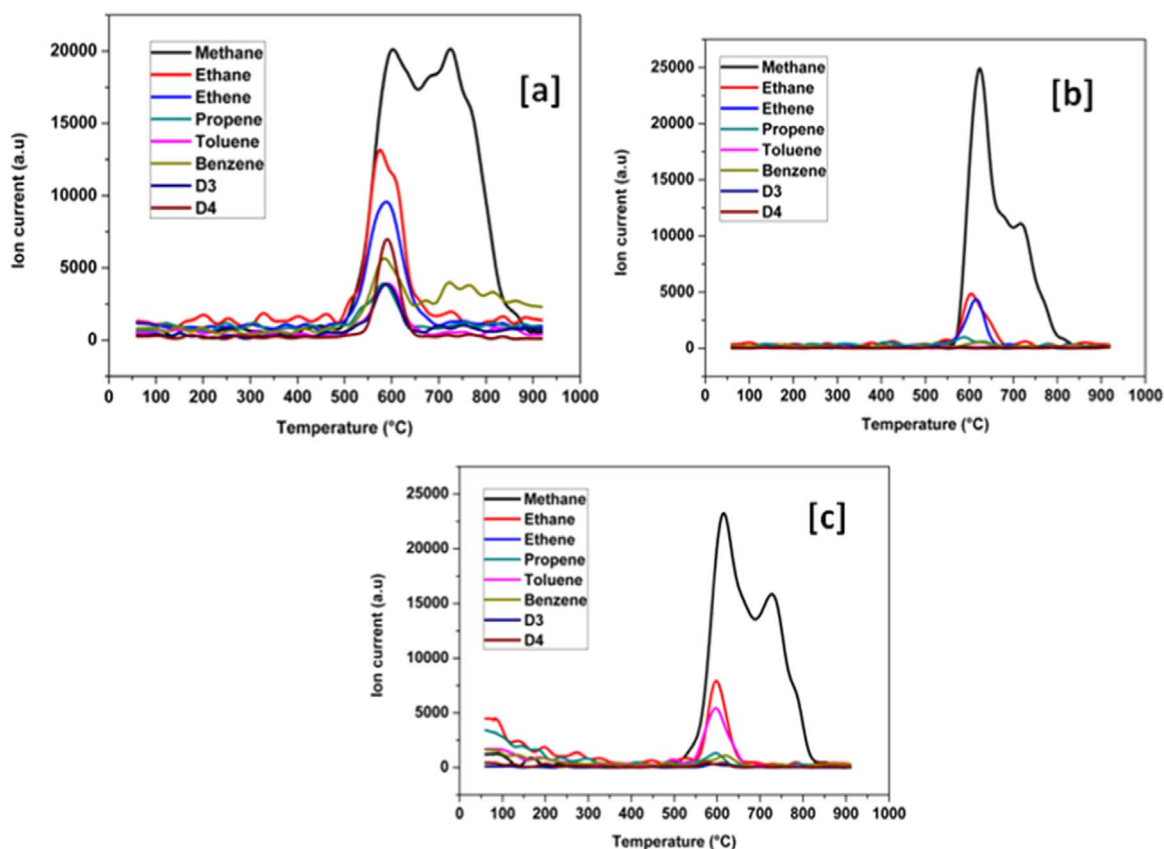 20000
15000
10000
5000
0
Ion current (a.u)
Methane
Ethane
Ethene
Propene
Toluene
Benzene
D3
D4
[a]
0 100 200 300 400 500 600 700 800 900 1000
Temperature (°C)
25000
20000
15000
10000
5000
0
Ion current (a.u)
Methane
Ethane
Ethene
Propene
Toluene
Benzene
D3
D4
[b]
0 100 200 300 400 500 600 700 800 900 1000
Temperature (°C)
25000
20000
15000
10000
5000
0
Ion current (a.u)
Methane
Ethane
Ethene
Propene
Toluene
Benzene
D3
D4
[c]
0 100 200 300 400 500 600 700 800 900 1000
Temperature (°C)